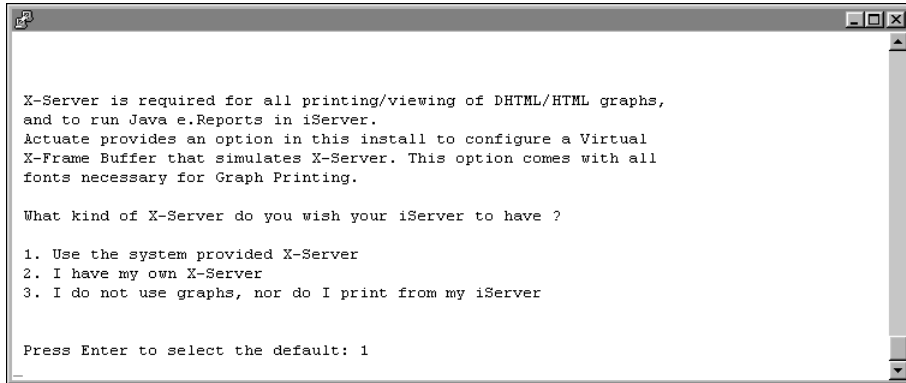 X-Server is required for all printing/viewing of DHTML/HTML graphs,
and to run Java e.Reports in iServer.
Actuate provides an option in this install to configure a Virtual
X-Frame Buffer that simulates X-Server. This option comes with all
fonts necessary for Graph Printing.
What kind of X-Server do you wish your iServer to have ?
1. Use the system provided X-Server
2. I have my own X-Server
3. I do not use graphs, nor do I print from my iServer
Press Enter to select the default: 1